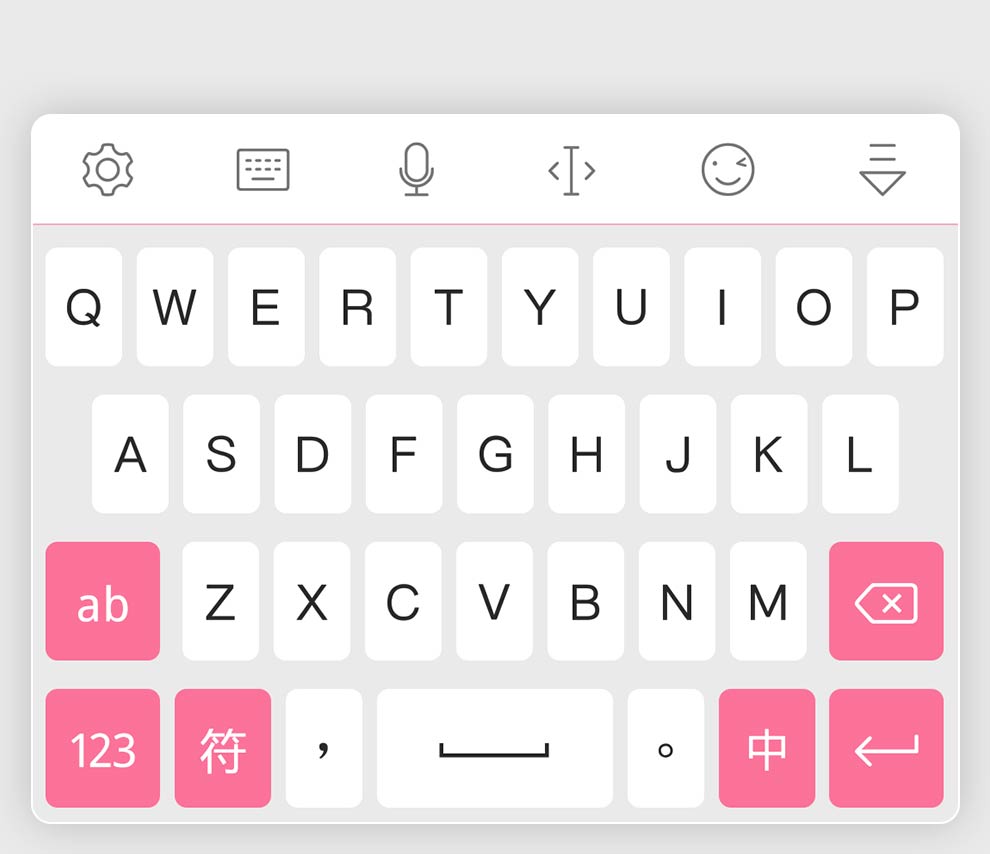 Q W E R T Y U I O P
A S D F G H J K L
ab Z X C V B N M
123 符 , 。 中